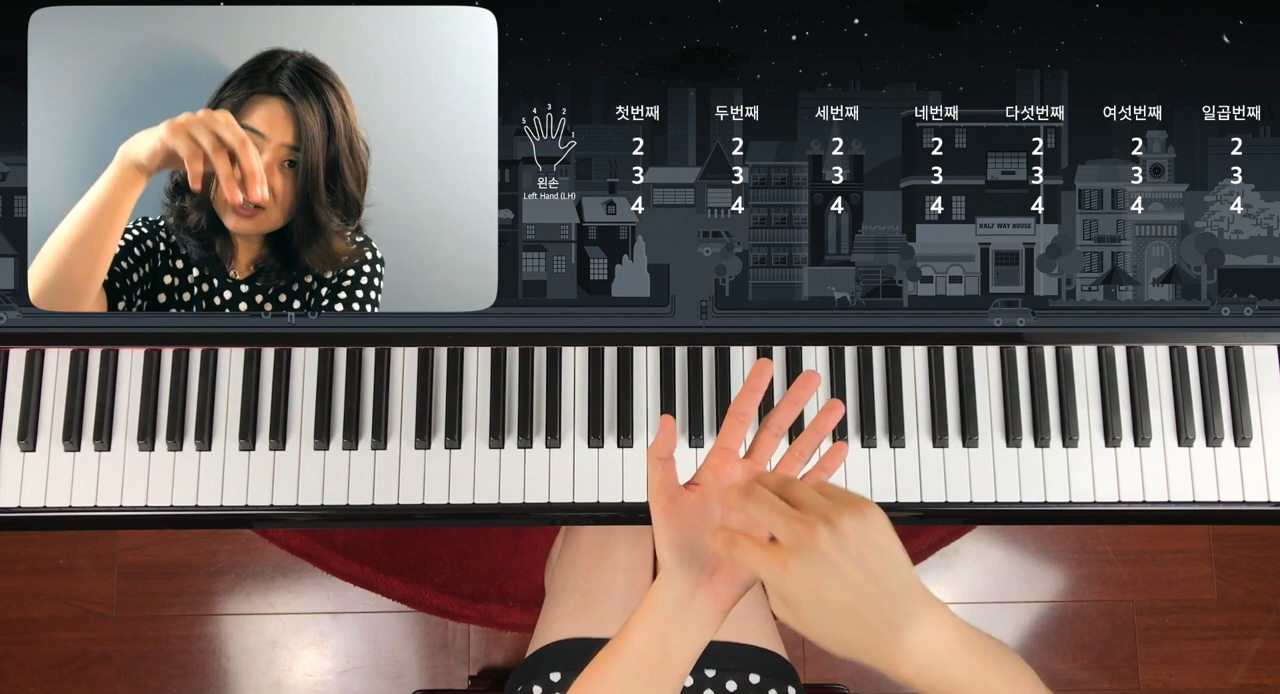 첫번째 두번째 세번째 네번째 다섯번째 여섯번째 일곱번째
5 4 3 2 1
2 2 2 2 2 2 2
왼손
3 3 3 3 3 3 3
Left Hand (LH)
4 4 4 4 4 4 4
HALF WAY HOUSE